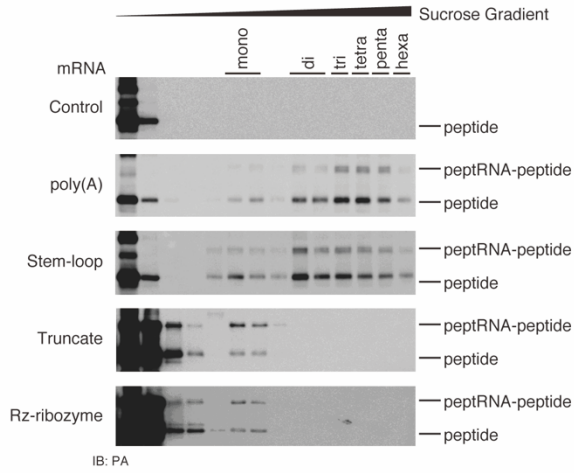 Sucrose Gradient
mRNA
mono
di
tri
tetra
penta
hexa
Control
peptide
poly(A)
peptRNA-peptide
peptide
Stem-loop
peptRNA-peptide
peptide
Truncate
peptRNA-peptide
peptide
Rz-ribozyme
peptRNA-peptide
peptide
IB: PA